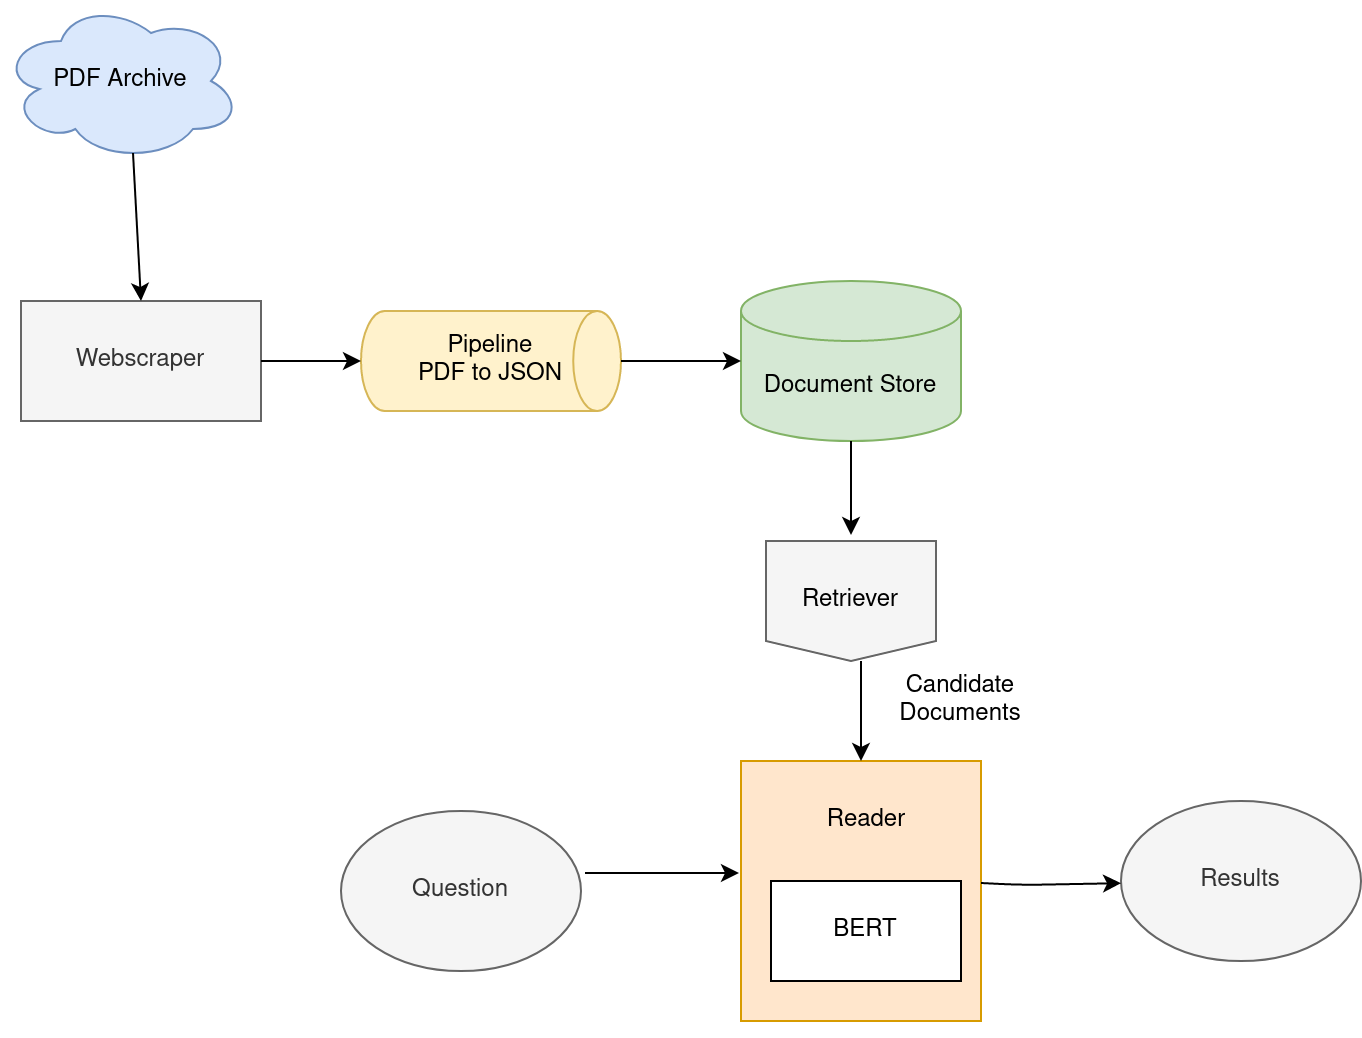 PDF Archive
Webscraper
Pipeline
PDF to JSON
Document Store
Retriever
Candidate
Documents
Reader
Question
BERT
Results